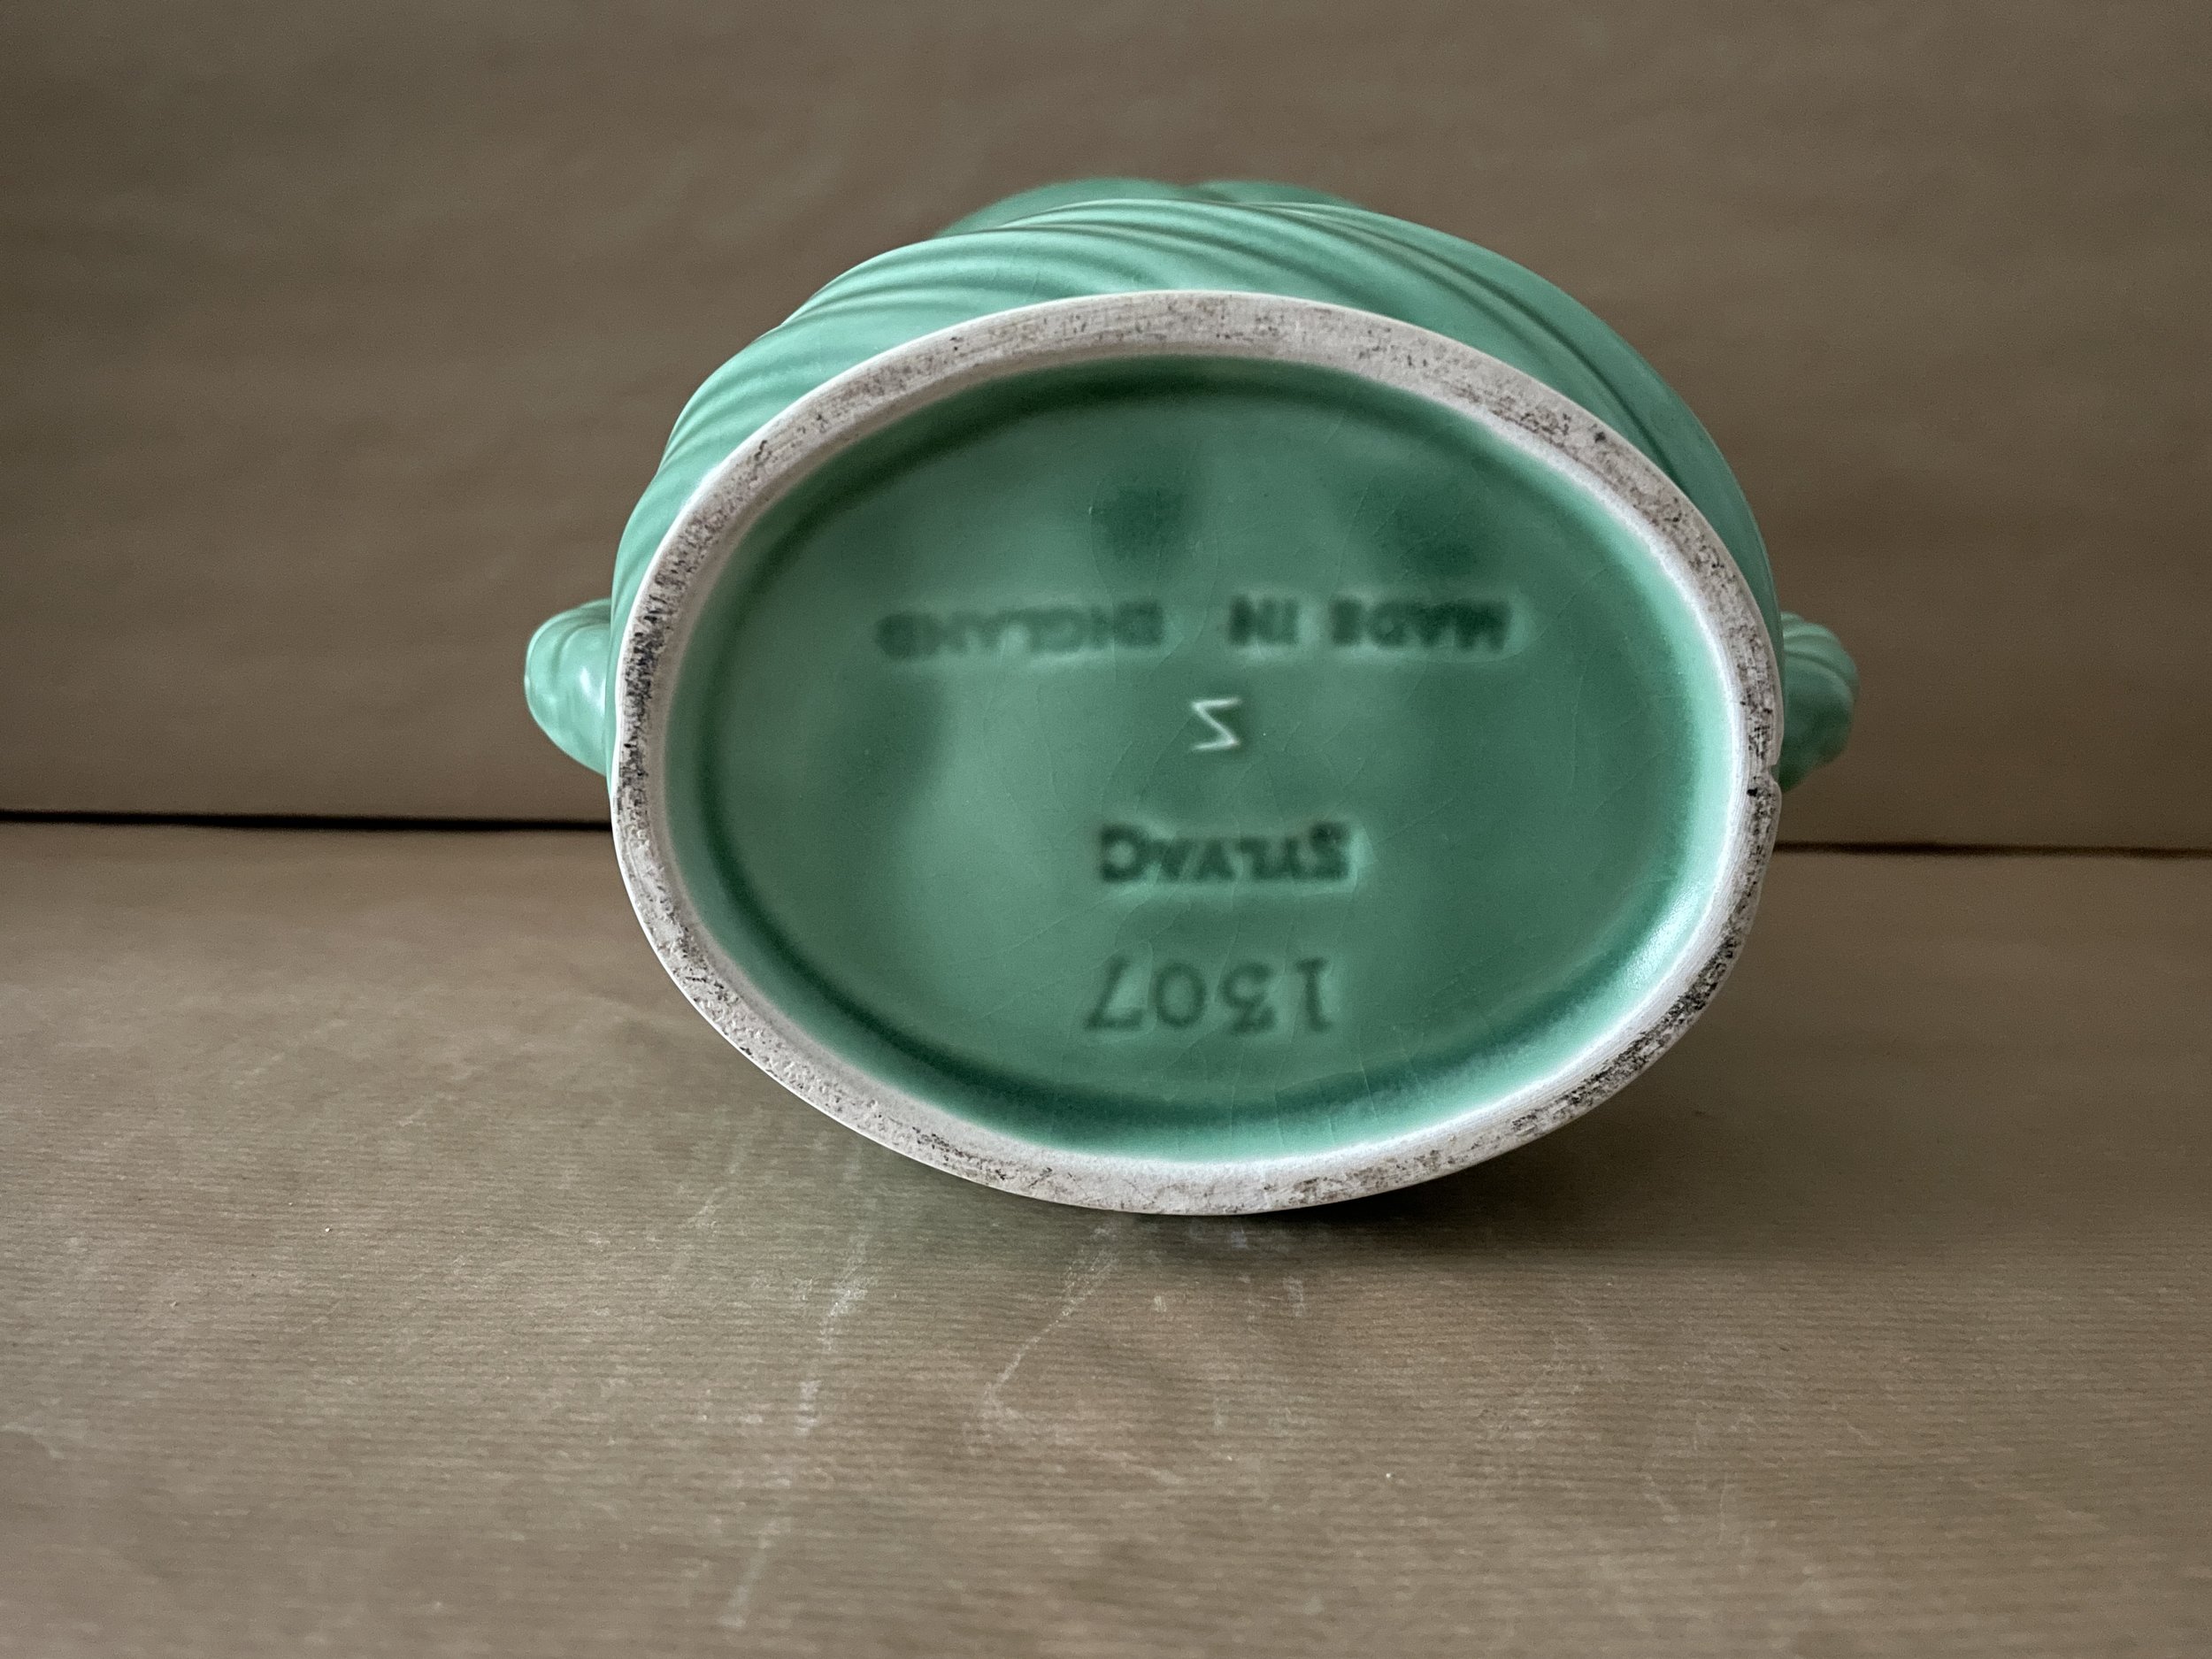 1307
SYLVAC
MADE IN ENGLAND